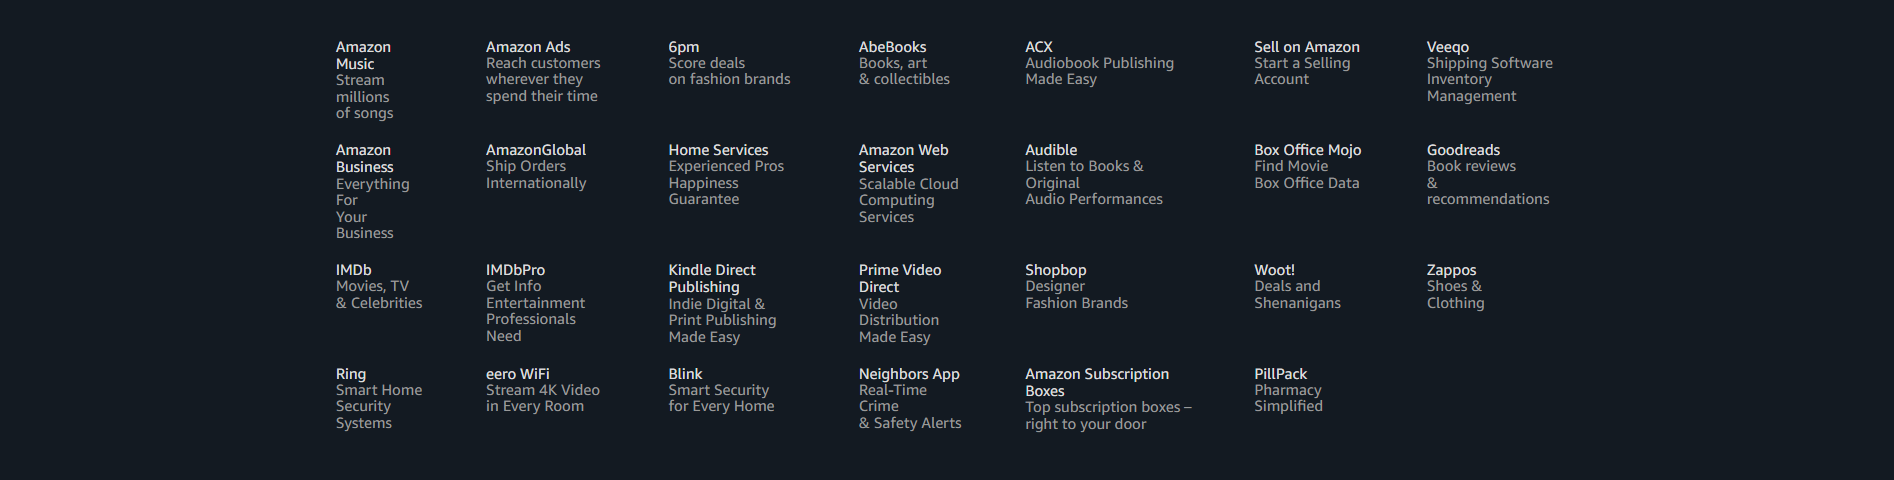 Amazon
Music
Stream
millions
of songs
Amazon Ads
Reach customers
wherever they
spend their time
6pm
Score deals
on fashion brands
AbeBooks
Books, art
& collectibles
ACX
Audiobook Publishing
Made Easy
Sell on Amazon
Start a Selling
Account
Veeqo
Shipping Software
Inventory
Management
Amazon
Business
Everything
For
Your
Business
AmazonGlobal
Ship Orders
Internationally
Home Services
Experienced Pros
Happiness
Guarantee
Amazon Web
Services
Scalable Cloud
Computing
Services
Audible
Listen to Books &
Original
Audio Performances
Box Office Mojo
Find Movie
Box Office Data
Goodreads
Book reviews
&
recommendations
IMDb
Movies, TV
& Celebrities
IMDbPro
Get Info
Entertainment
Professionals
Need
Kindle Direct
Publishing
Indie Digital &
Print Publishing
Made Easy
Prime Video
Direct
Video
Distribution
Made Easy
Shopbop
Designer
Fashion Brands
Woot!
Deals and
Shenanigans
Zappos
Shoes &
Clothing
Ring
Smart Home
Security
Systems
eero WiFi
Stream 4K Video
in Every Room
Blink
Smart Security
for Every Home
Neighbors App
Real-Time
Crime
& Safety Alerts
Amazon Subscription
Boxes
Top subscription boxes –
right to your door
PillPack
Pharmacy
Simplified